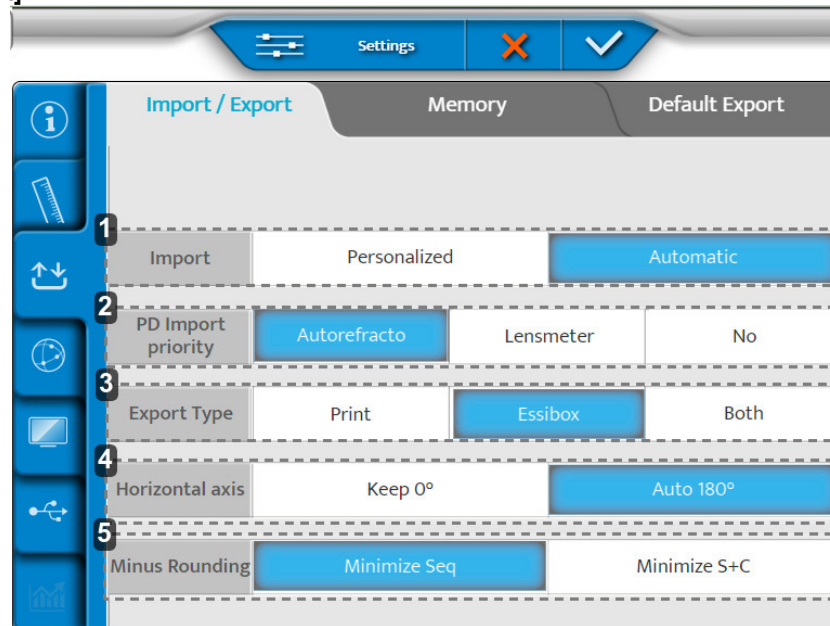 Settings
Import / Export Memory Default Export
1
Import Personalized Automatic
2
PD Import
priority Autorefracto Lensmeter No
3
Export Type Print Essibox Both
4
Horizontal axis Keep 0° Auto 180°
5
Minus Rounding Minimize Seq Minimize S+C